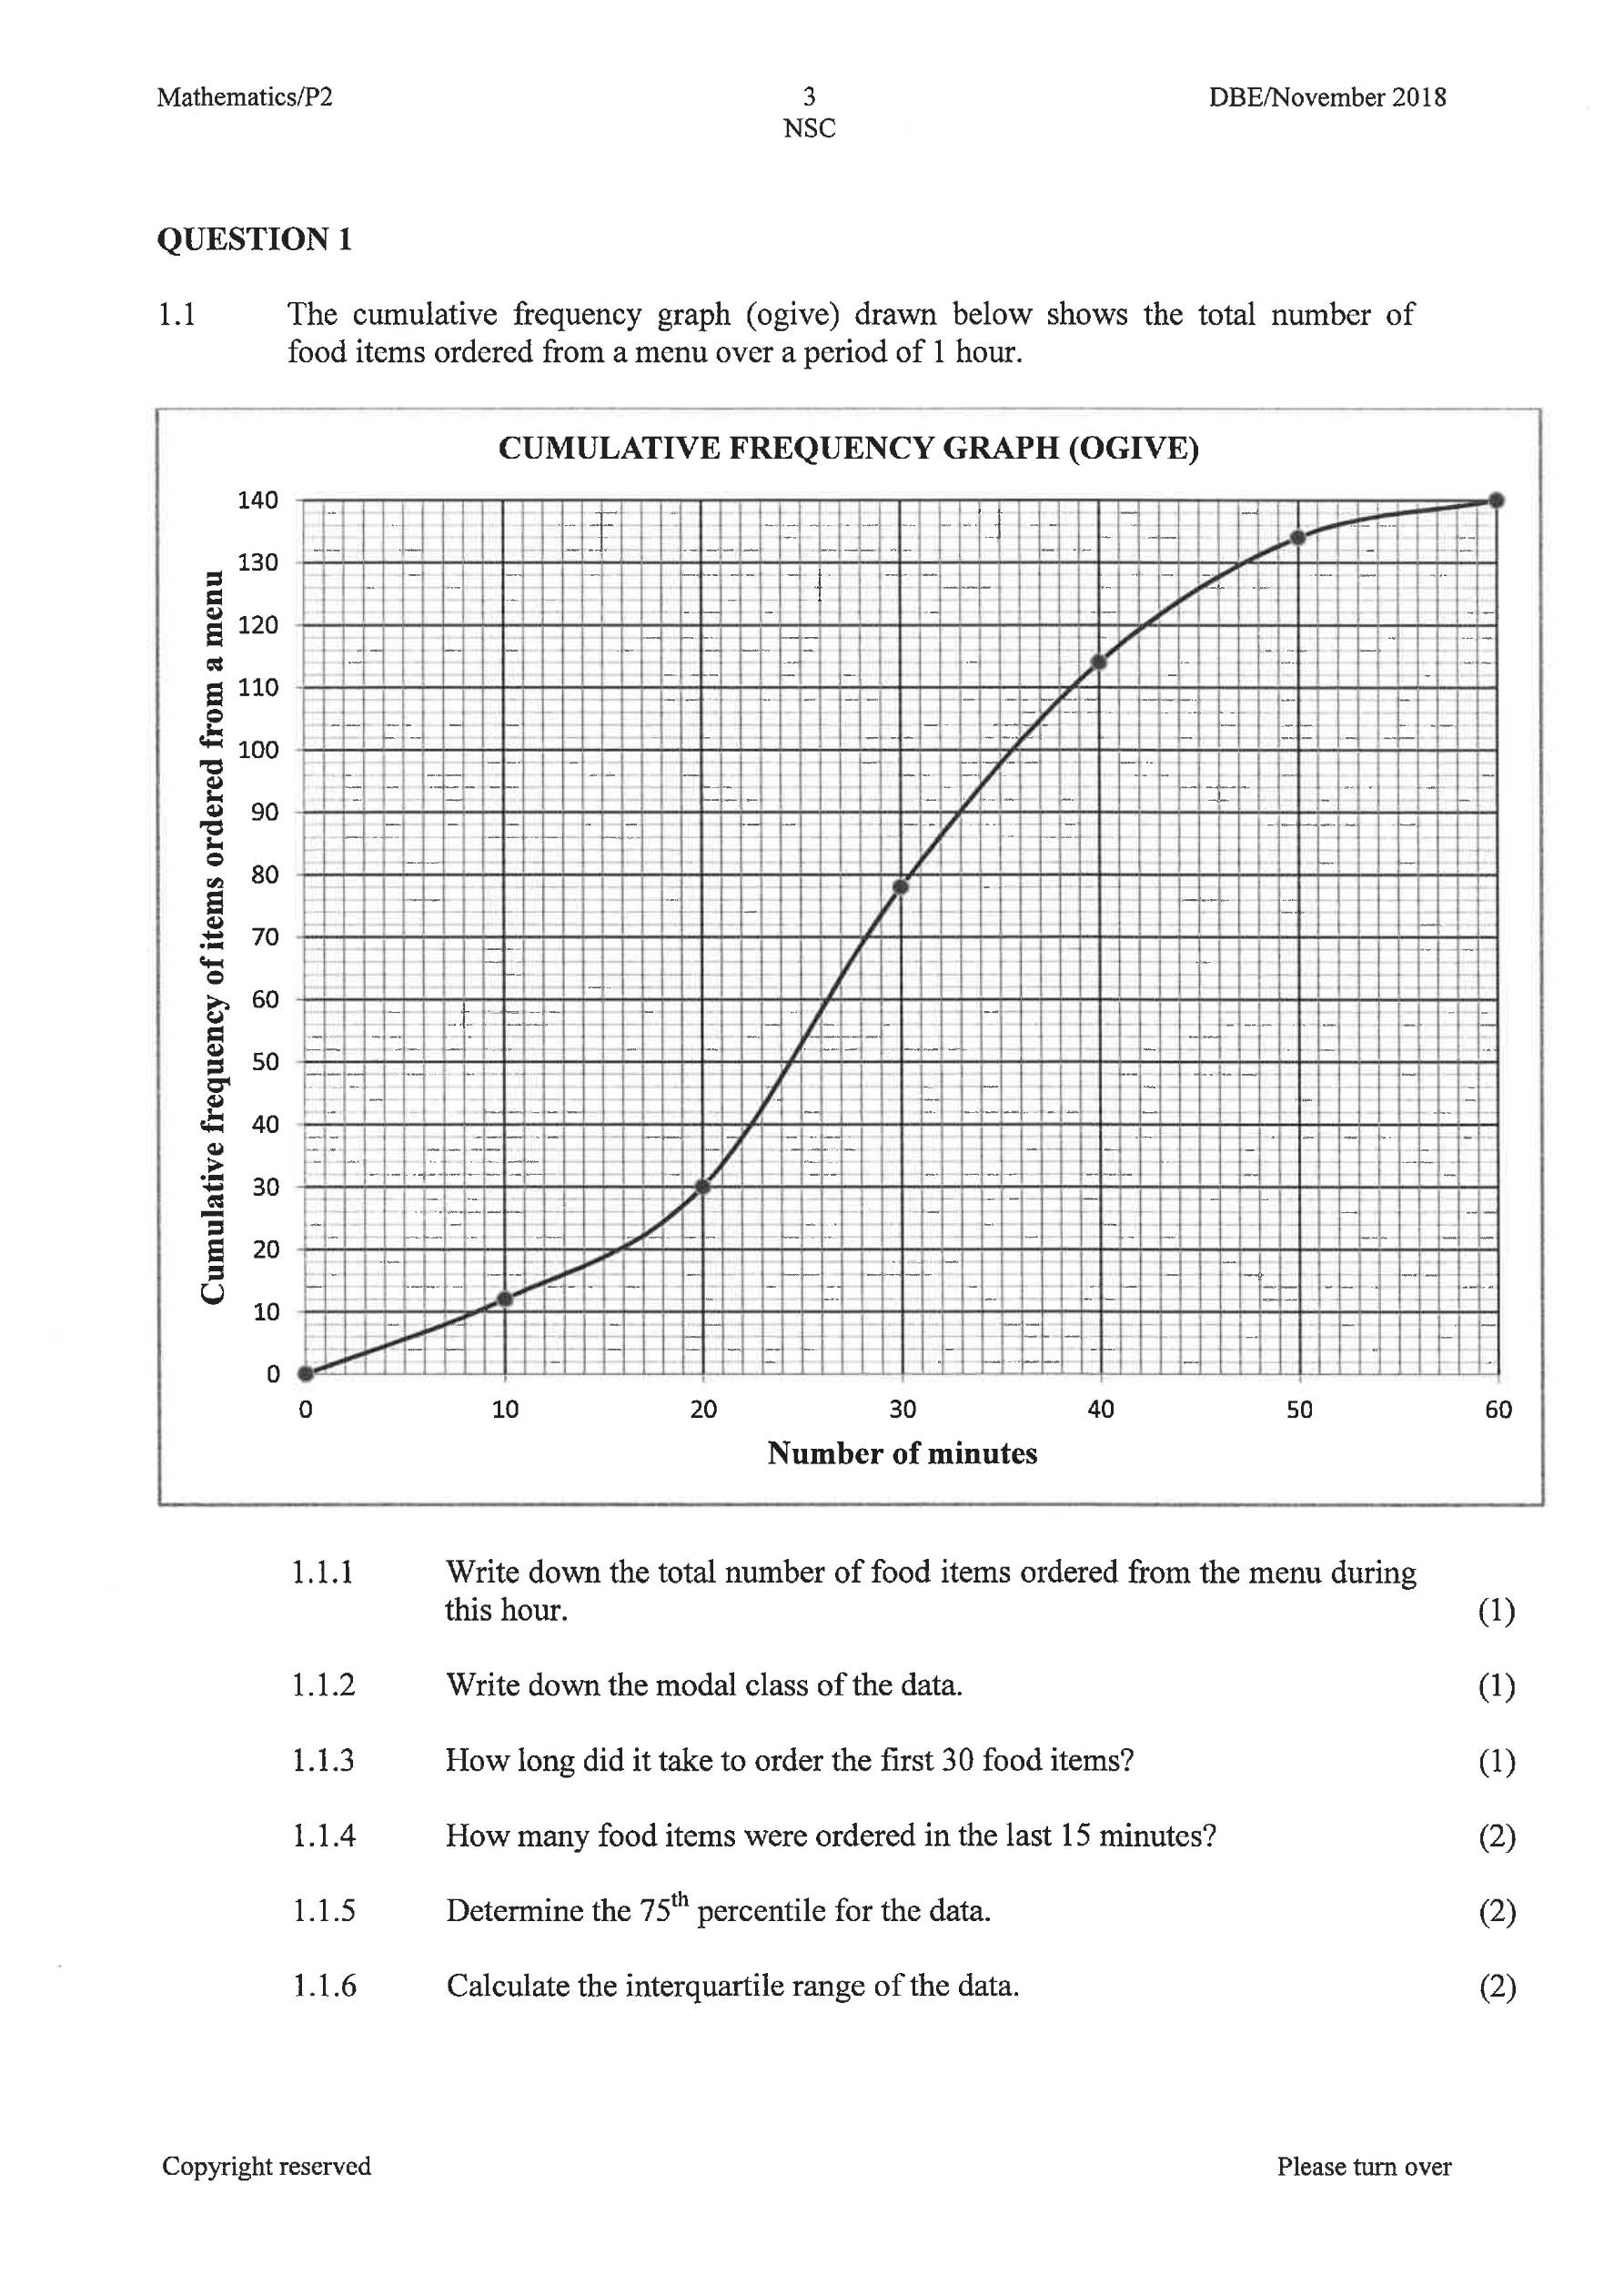 Mathematics/P2 3 DBE/November 2018
NSC
QUESTION 1
1.1 The cumulative frequency graph (ogive) drawn below shows the total number of
food items ordered from a menu over a period of 1 hour.
CUMULATIVE FREQUENCY GRAPH (OGIVE)
Cumulative frequency of items ordered from a menu
140
130
120
110
100
90
80
70
60
50
40
30
20
10
0
0 10 20 30 40 50 60
Number of minutes
1.1.1 Write down the total number of food items ordered from the menu during
this hour. (1)
1.1.2 Write down the modal class of the data. (1)
1.1.3 How long did it take to order the first 30 food items? (1)
1.1.4 How many food items were ordered in the last 15 minutes? (2)
1.1.5 Determine the 75th percentile for the data. (2)
1.1.6 Calculate the interquartile range of the data. (2)
Copyright reserved Please turn over